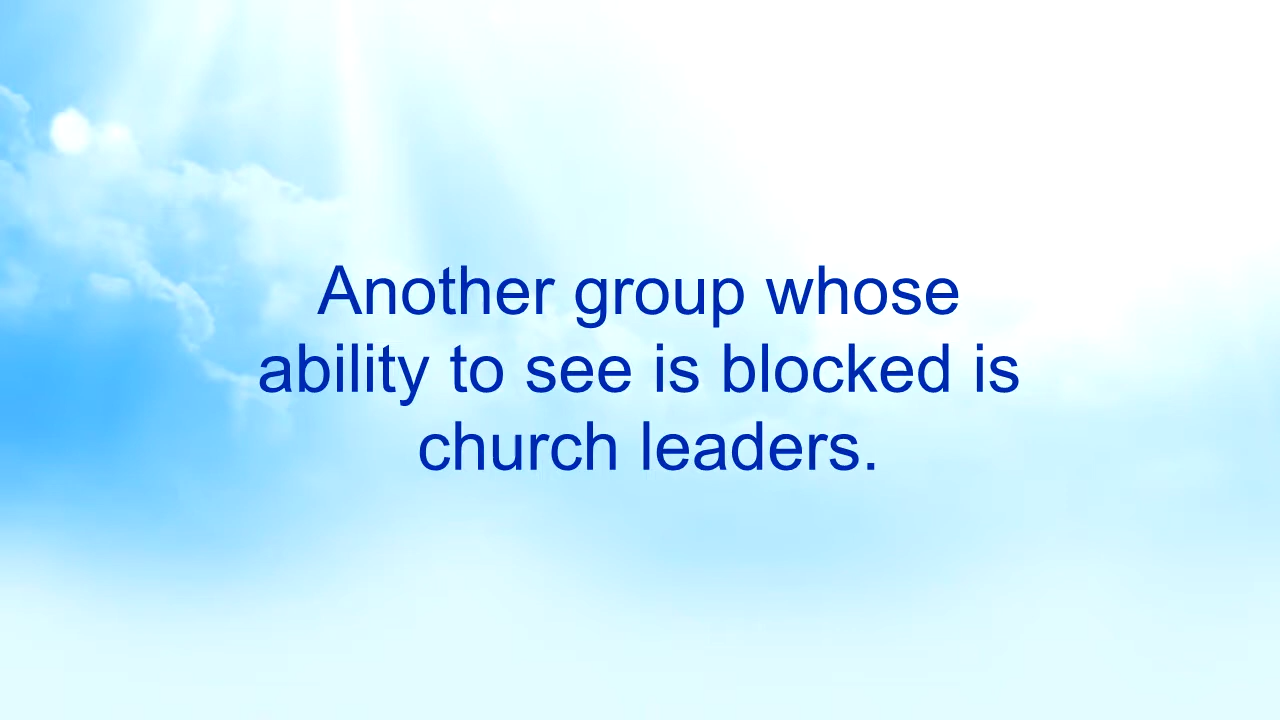 Another group whose
ability to see is blocked is
church leaders.